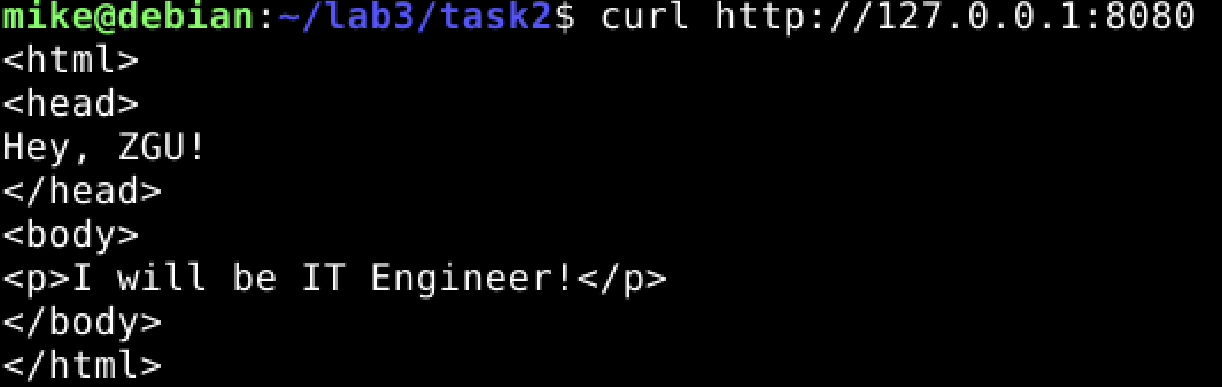 mike@debian:~/lab3/task2$ curl http://127.0.0.1:8080
<html>
<head>
Hey, ZGU!
</head>
<body>
<p>I will be IT Engineer!</p>
</body>
</html>